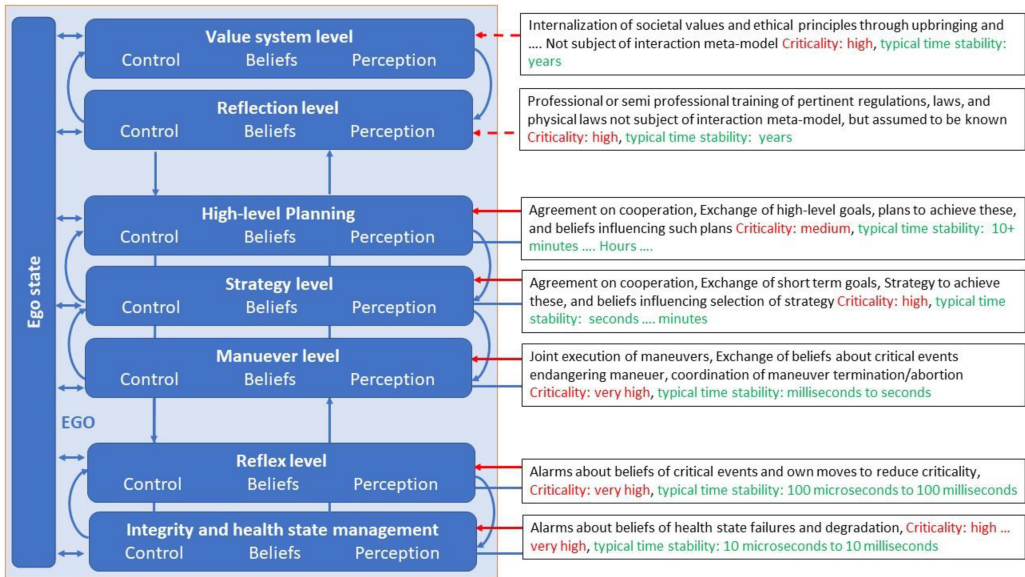 Ego state
EGO
Value system level
Control Beliefs Perception
Internalization of societal values and ethical principles through upbringing and
.... Not subject of interaction meta-model Criticality: high, typical time stability:
years
Reflection level
Control Beliefs Perception
Professional or semi professional training of pertinent regulations, laws, and
physical laws not subject of interaction meta-model, but assumed to be known
Criticality: high, typical time stability: years
High-level Planning
Control Beliefs Perception
Agreement on cooperation, Exchange of high-level goals, plans to achieve these,
and beliefs influencing such plans Criticality: medium, typical time stability: 10+
minutes .... Hours ....
Strategy level
Control Beliefs Perception
Agreement on cooperation, Exchange of short term goals, Strategy to achieve
these, and beliefs influencing selection of strategy Criticality: high, typical time
stability: seconds .... minutes
Manuever level
Control Beliefs Perception
Joint execution of maneuvers, Exchange of beliefs about critical events
endangering maneuer, coordination of maneuver termination/abortion
Criticality: very high, typical time stability: milliseconds to seconds
Reflex level
Control Beliefs Perception
Alarms about beliefs of critical events and own moves to reduce criticality,
Criticality: very high, typical time stability: 100 microseconds to 100 milliseconds
Integrity and health state management
Control Beliefs Perception
Alarms about beliefs of health state failures and degradation, Criticality: high ...
very high, typical time stability: 10 microseconds to 10 milliseconds